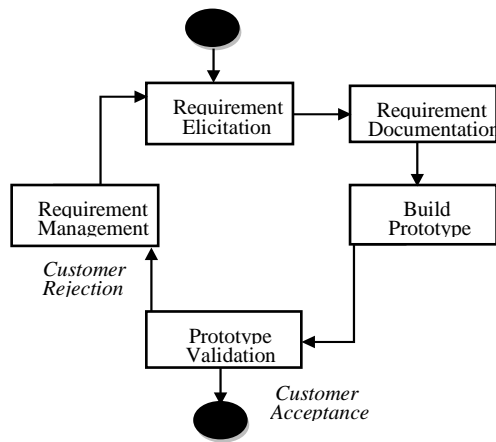 Requirement
Elicitation
Requirement
Documentation
Requirement
Management
Build
Prototype
Customer
Rejection
Prototype
Validation
Customer
Acceptance